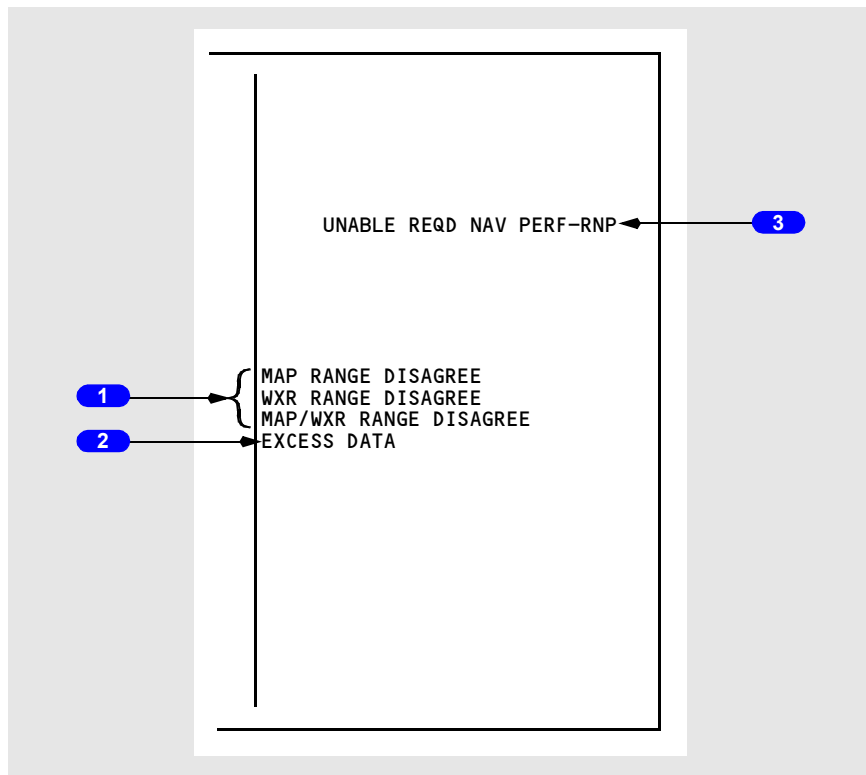 UNABLE REQD NAV PERF-RNP
3
1
MAP RANGE DISAGREE
WXR RANGE DISAGREE
MAP/WXR RANGE DISAGREE
2
EXCESS DATA